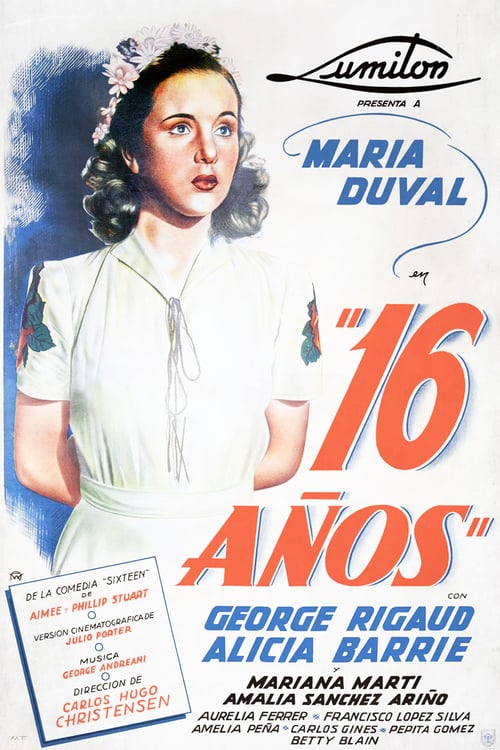 Lumiton
PRESENTA A
MARIA
DUVAL
en
"16
AÑOS"
CON
GEORGE RIGAUD
ALICIA BARRIE
Y
MARIANA MARTI
AMALIA SANCHEZ ARIÑO
AURELIA FERRER * FRANCISCO LOPEZ SILVA
AMELIA PEÑA * CARLOS GINES * PEPITA GOMEZ
BETTY BLAIN
DE LA COMEDIA "SIXTEEN"
DE
AIMEE Y PHILLIP STUART
VERSION CINEMATOGRAFICA DE
JULIO PORTER
MUSICA
GEORGE ANDREANI
DIRECCION DE
CARLOS HUGO
CHRISTENSEN